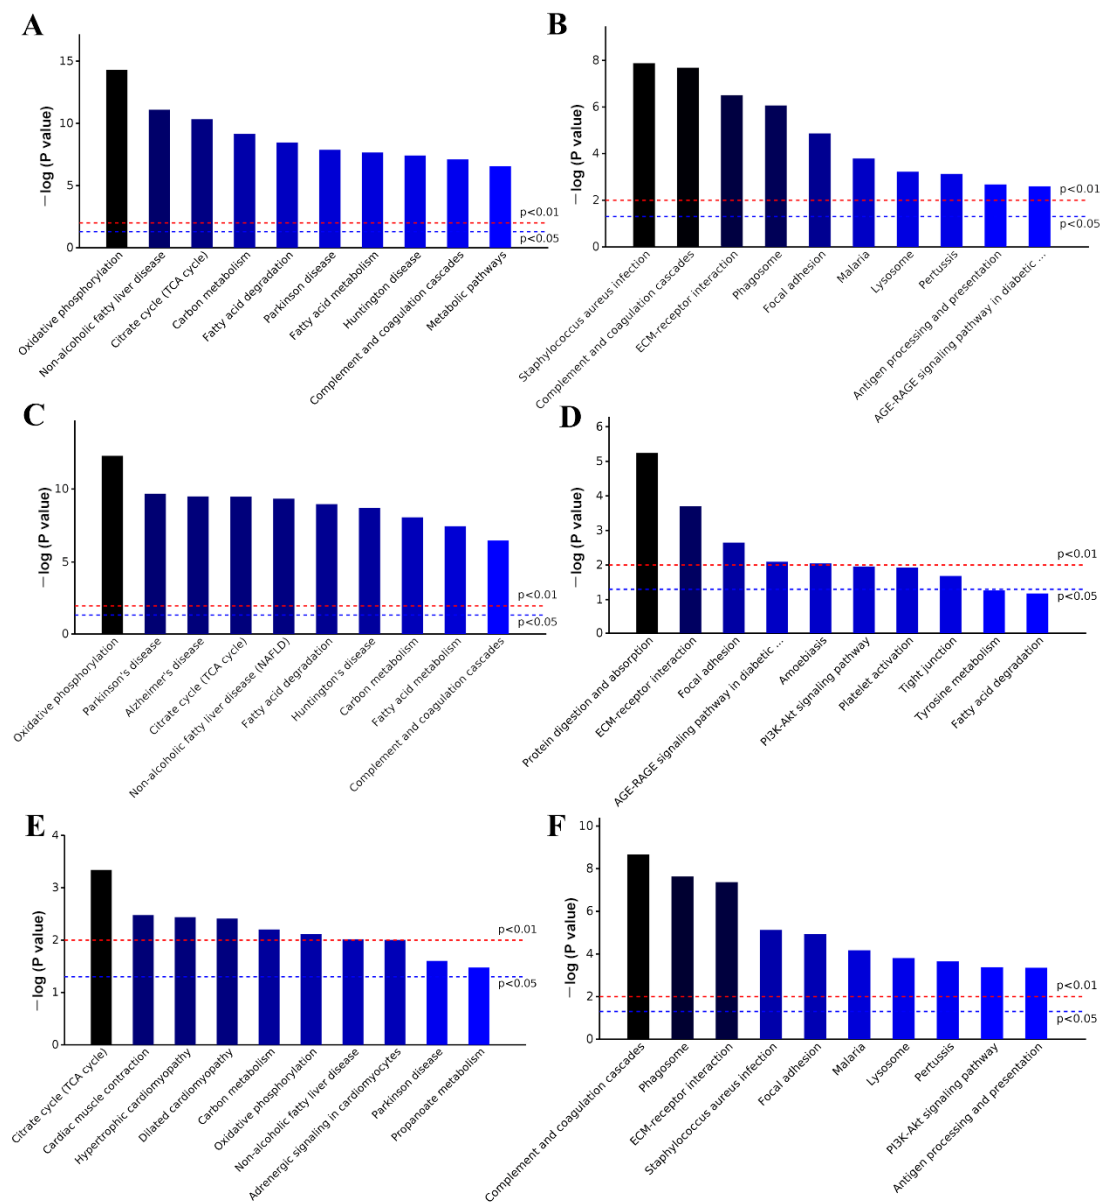 A
—log (P value)
15
10
5
0
p<0.01
p<0.05
Oxidative phosphorylation
Non-alcoholic fatty liver disease
Citrate cycle (TCA cycle)
Carbon metabolism
Fatty acid degradation
Parkinson disease
Fatty acid metabolism
Huntington disease
Complement and coagulation cascades
Metabolic pathways
B
—log (P value)
8
6
4
2
0
p<0.01
p<0.05
Staphylococcus aureus infection
Complement and coagulation cascades
ECM-receptor interaction
Phagosome
Focal adhesion
Malaria
Lysosome
Pertussis
Antigen processing and presentation
AGE-RAGE signaling pathway in diabetic ...
C
—log (P value)
10
5
0
p<0.01
p<0.05
Oxidative phosphorylation
Parkinson's disease
Alzheimer's disease
Citrate cycle (TCA cycle)
Non-alcoholic fatty liver disease (NAFLD)
Fatty acid degradation
Huntington's disease
Carbon metabolism
Fatty acid metabolism
Complement and coagulation cascades
D
—log (P value)
6
5
4
3
2
1
0
p<0.01
p<0.05
Protein digestion and absorption
ECM-receptor interaction
Focal adhesion
AGE-RAGE signaling pathway in diabetic ...
Amoebiasis
PI3K-Akt signaling pathway
Platelet activation
Tight junction
Tyrosine metabolism
Fatty acid degradation
E
—log (P value)
4
3
2
1
0
p<0.01
p<0.05
Citrate cycle (TCA cycle)
Cardiac muscle contraction
Hypertrophic cardiomyopathy
Dilated cardiomyopathy
Carbon metabolism
Oxidative phosphorylation
Non-alcoholic fatty liver disease
Adrenergic signaling in cardiomyocytes
Parkinson disease
Propanoate metabolism
F
—log (P value)
10
8
6
4
2
0
p<0.01
p<0.05
Complement and coagulation cascades
Phagosome
ECM-receptor interaction
Staphylococcus aureus infection
Focal adhesion
Malaria
Lysosome
Pertussis
PI3K-Akt signaling pathway
Antigen processing and presentation